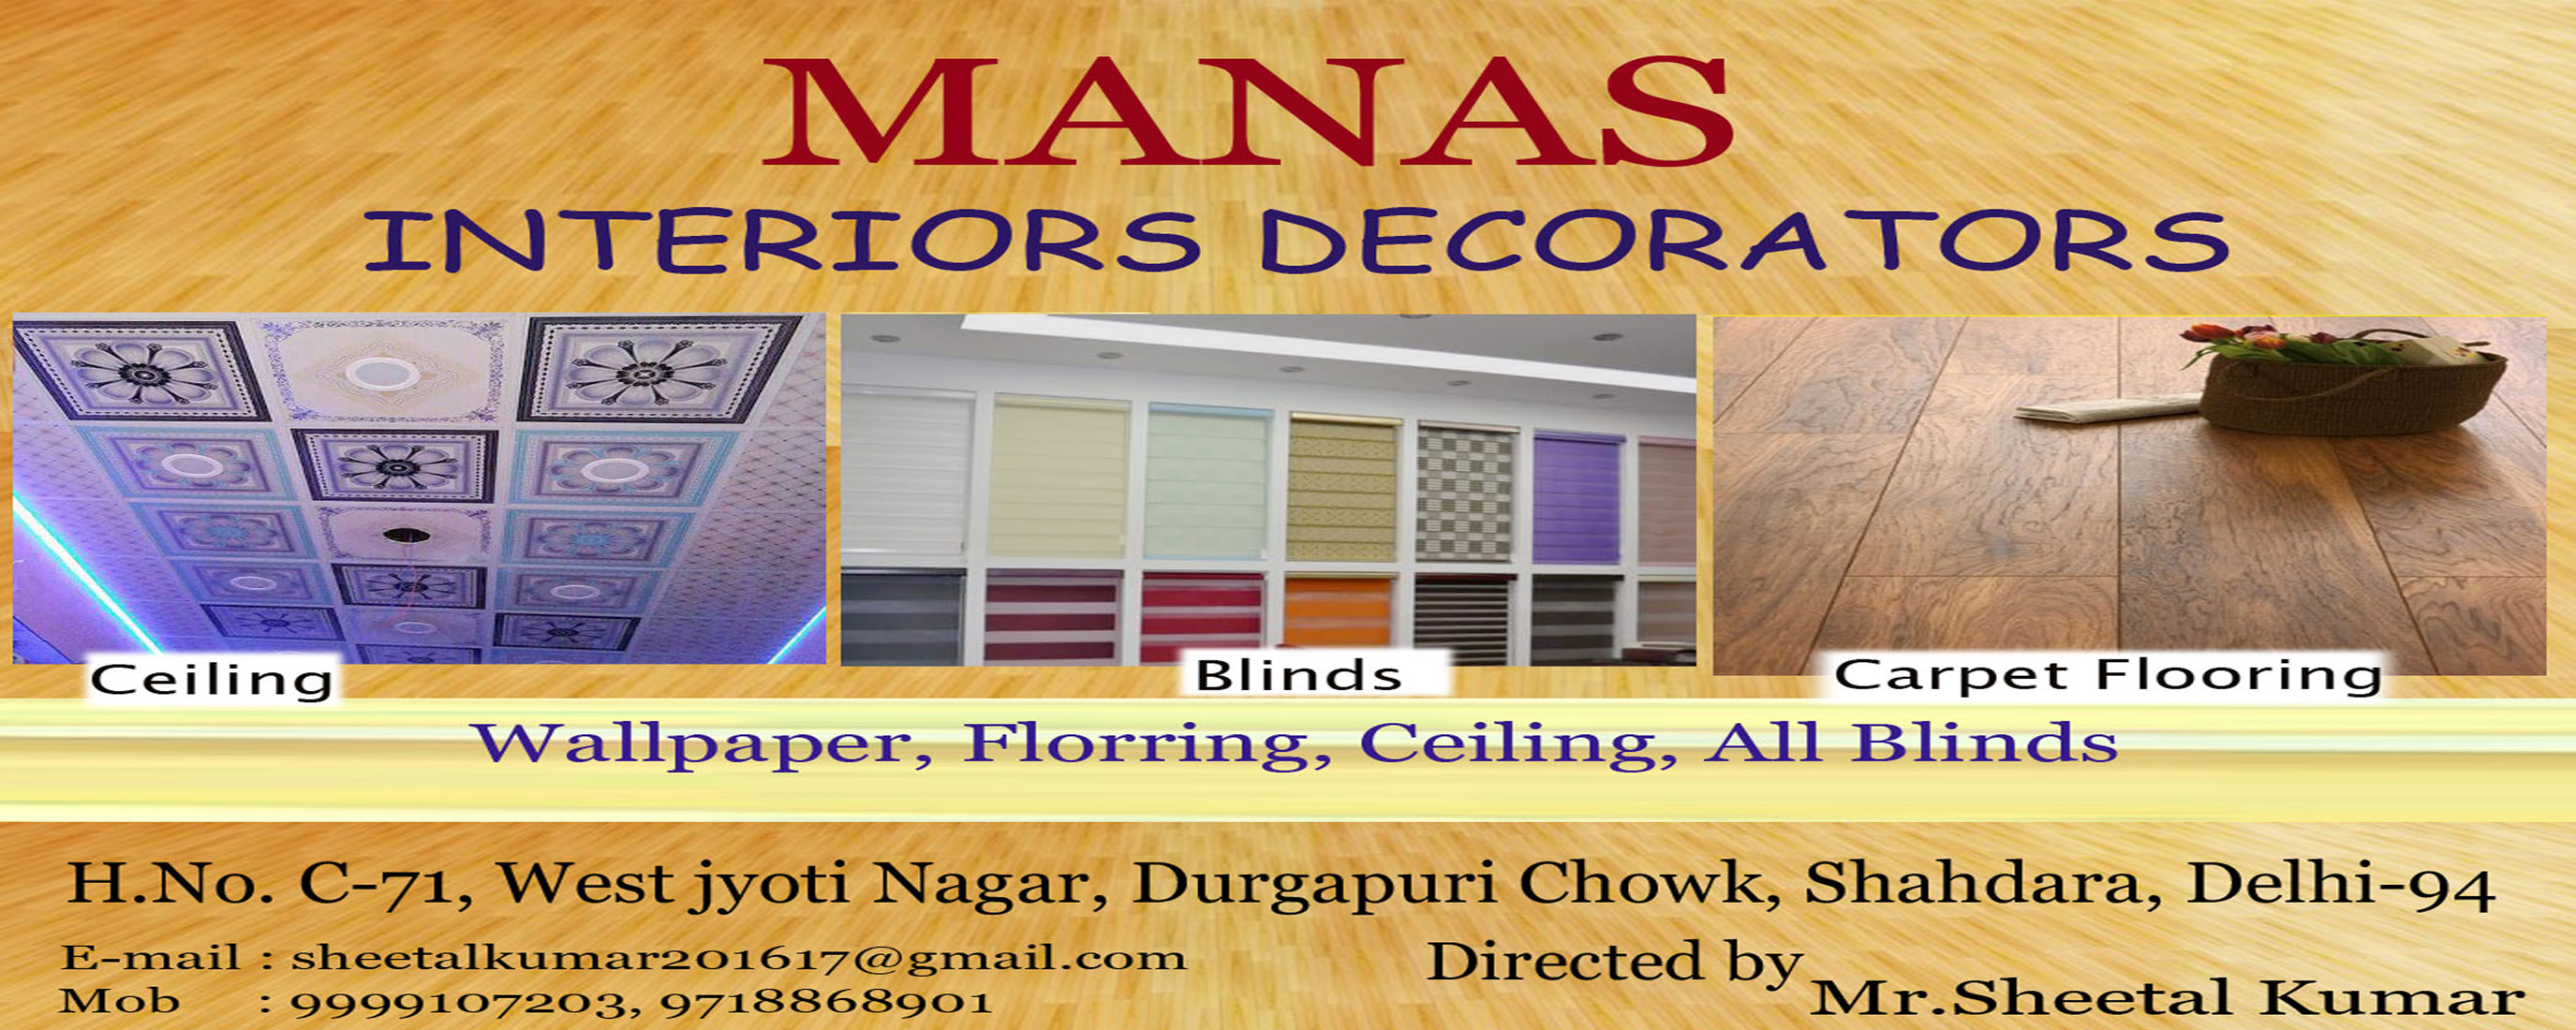 MANAS
INTERIORS DECORATORS
Ceiling
Blinds
Carpet Flooring
Wallpaper, Florring, Ceiling, All Blinds
H.No. C-71, West jyoti Nagar, Durgapuri Chowk, Shahdara, Delhi-94
E-mail : sheetalkumar201617@gmail.com
Mob : 9999107203, 9718868901
Directed by
Mr.Sheetal Kumar